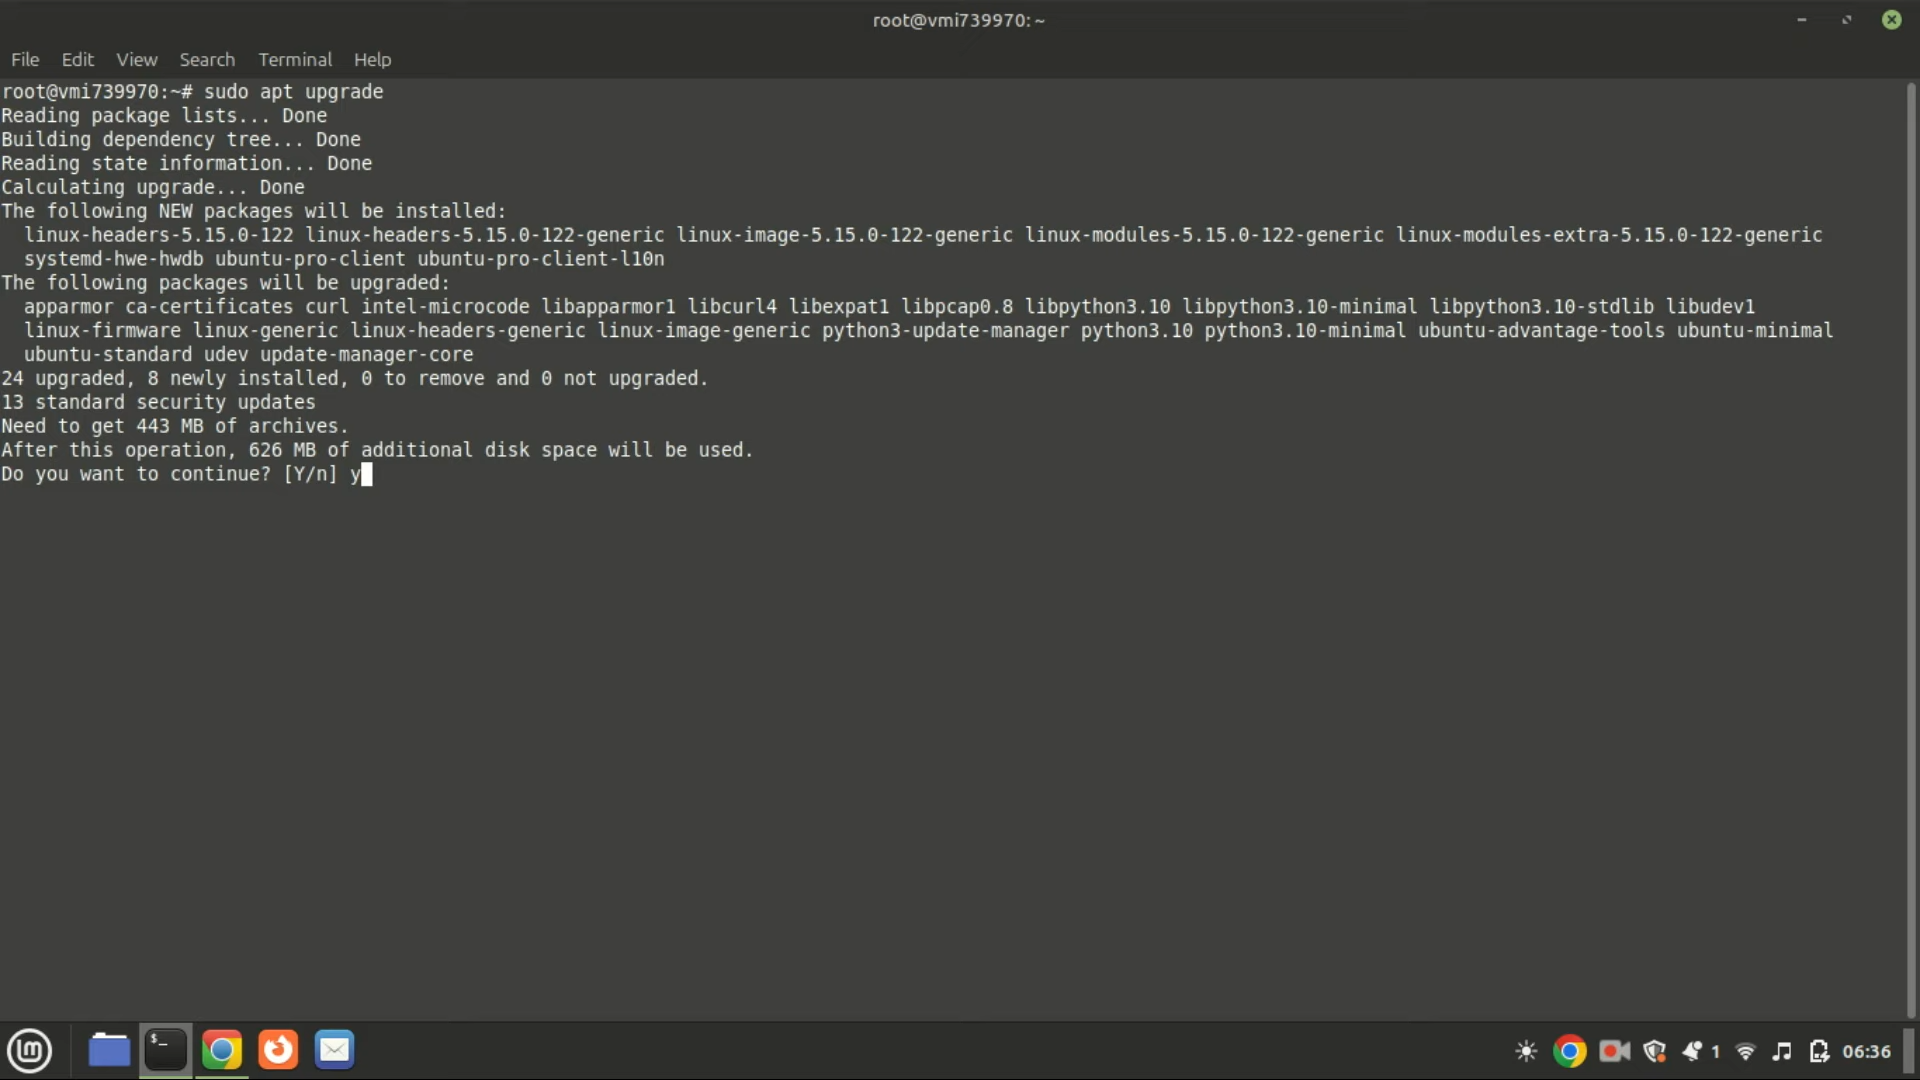 root@vmi739970: ~
File Edit View Search Terminal Help
root@vmi739970:~# sudo apt upgrade
Reading package lists... Done
Building dependency tree... Done
Reading state information... Done
Calculating upgrade... Done
The following NEW packages will be installed:
  linux-headers-5.15.0-122 linux-headers-5.15.0-122-generic linux-image-5.15.0-122-generic linux-modules-5.15.0-122-generic linux-modules-extra-5.15.0-122-generic
  systemd-hwe-hwdb ubuntu-pro-client ubuntu-pro-client-l10n
The following packages will be upgraded:
  apparmor ca-certificates curl intel-microcode libapparmor1 libcurl4 libexpat1 libpcap0.8 libpython3.10 libpython3.10-minimal libpython3.10-stdlib libudev1
  linux-firmware linux-generic linux-headers-generic linux-image-generic python3-update-manager python3.10 python3.10-minimal ubuntu-advantage-tools ubuntu-minimal
  ubuntu-standard udev update-manager-core
24 upgraded, 8 newly installed, 0 to remove and 0 not upgraded.
13 standard security updates
Need to get 443 MB of archives.
After this operation, 626 MB of additional disk space will be used.
Do you want to continue? [Y/n] y
$_
1 06:36